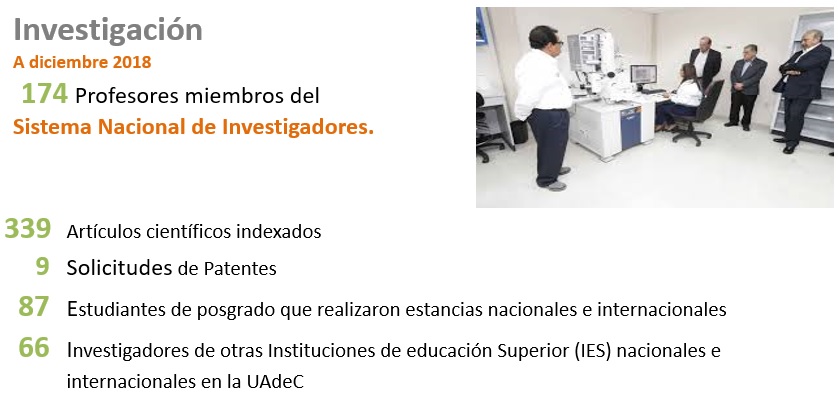 Investigación
A diciembre 2018
174 Profesores miembros del
Sistema Nacional de Investigadores.
339 Artículos científicos indexados
9 Solicitudes de Patentes
87 Estudiantes de posgrado que realizaron estancias nacionales e internacionales
66 Investigadores de otras Instituciones de educación Superior (IES) nacionales e
internacionales en la UAdeC